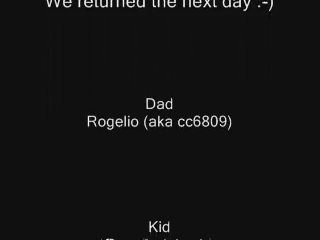 We returned the next day :-)
Dad
Rogelio (aka cc6809)
Kid